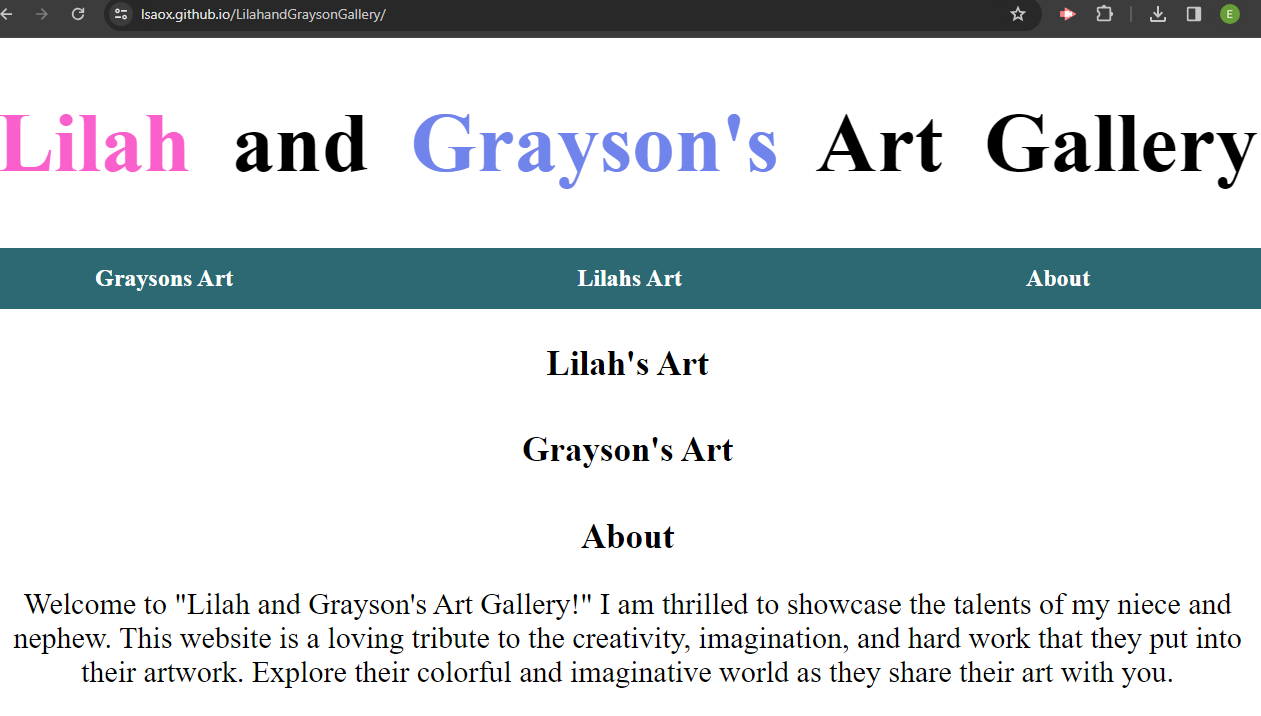 lsaox.github.io/LilahandGraysonGallery/
E
Lilah and Grayson's Art Gallery
Graysons Art Lilahs Art About
Lilah's Art
Grayson's Art
About
Welcome to "Lilah and Grayson's Art Gallery!" I am thrilled to showcase the talents of my niece and
nephew. This website is a loving tribute to the creativity, imagination, and hard work that they put into
their artwork. Explore their colorful and imaginative world as they share their art with you.